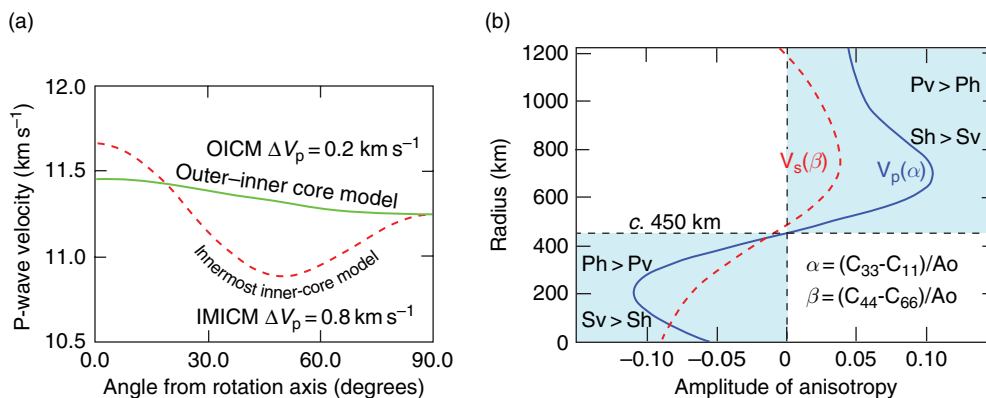 (a)
12.0
11.5
11.0
10.5
P-wave velocity (km s⁻¹)
OICM ΔVp = 0.2 km s⁻¹
Outer–inner core model
Innermost inner-core model
IMICM ΔVp = 0.8 km s⁻¹
0.0 30.0 60.0 90.0
Angle from rotation axis (degrees)
(b)
1200
1000
800
600
400
200
0
Radius (km)
Pv > Ph
Sh > Sv
Vs(β)
Vp(α)
c. 450 km
Ph > Pv
Sv > Sh
α = (C33-C11)/Ao
β = (C44-C66)/Ao
−0.10 −0.05 0 0.05 0.10
Amplitude of anisotropy